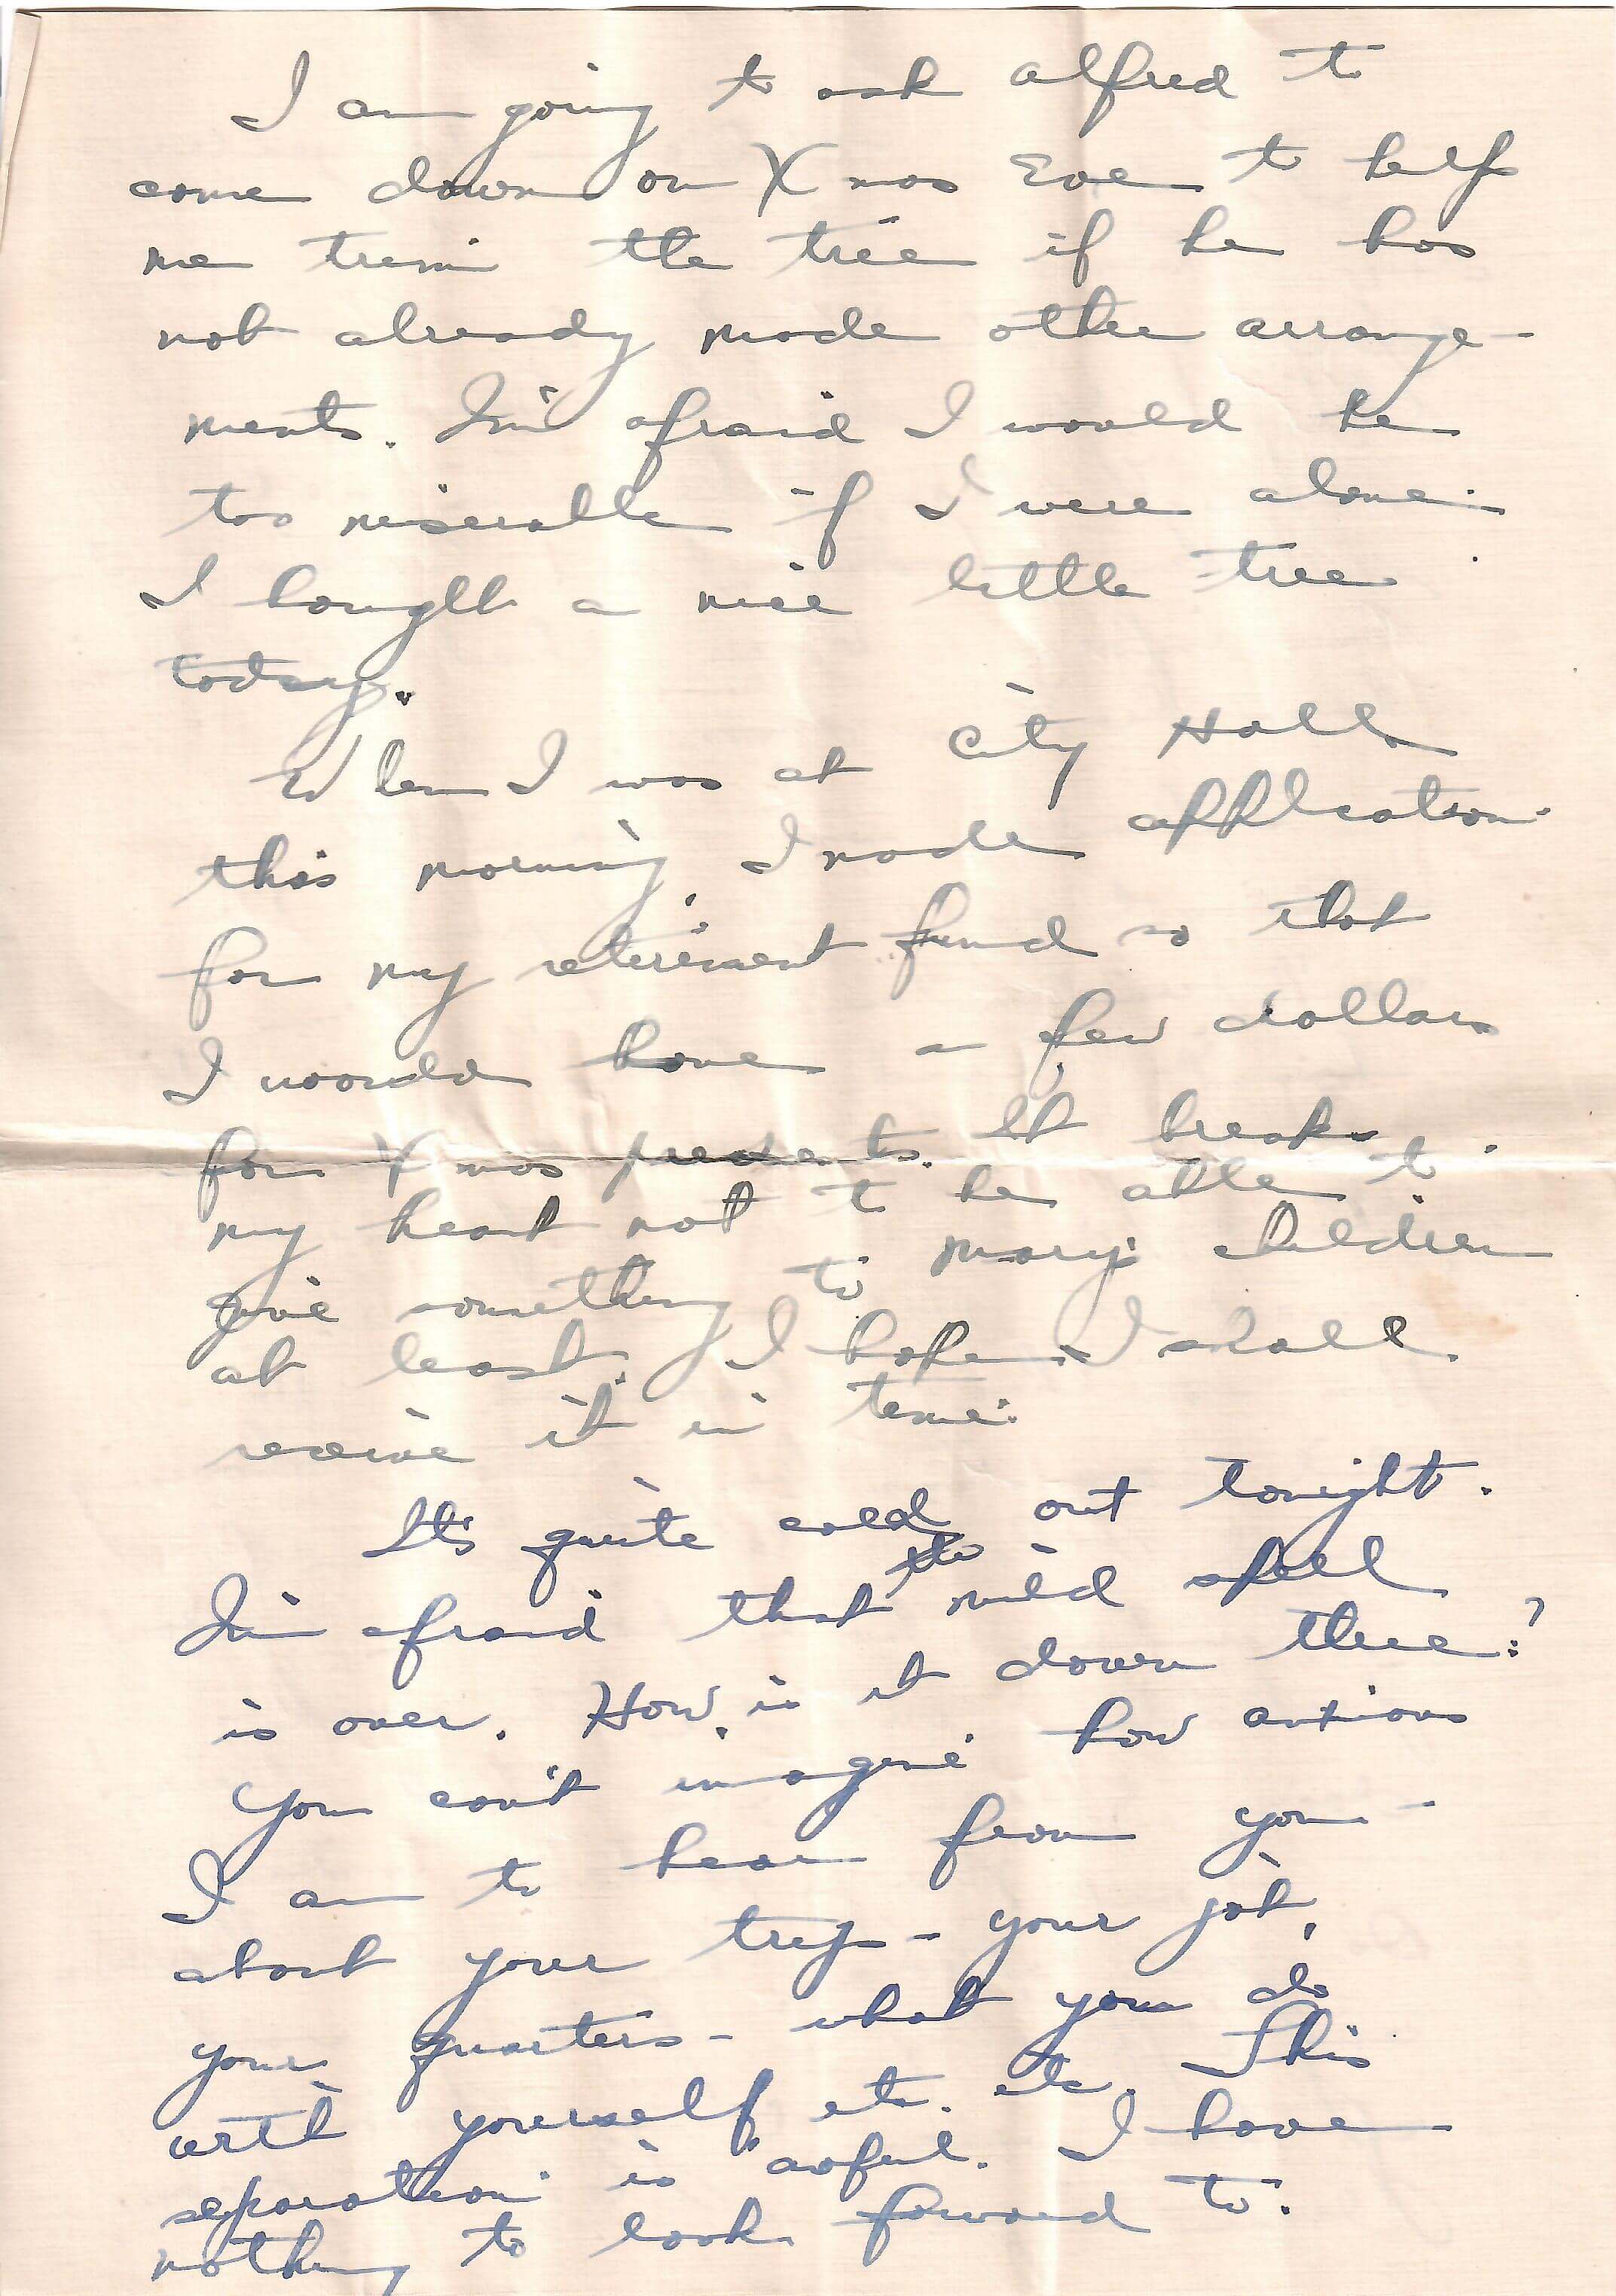 I am going to ask Alfred to
come down on Xmas Eve to help
me trim the tree if he has
not already made other arrange-
ments. I'm afraid I would be
too miserable if I were alone.
I bought a nice little tree
today.
When I was at City Hall
this morning, I made application
for my retirement fund so that
I would have a few dollars
for Xmas presents. It breaks
my heart not to be able to
give something to Mary's children
at least. I hope I shall
receive it in time.
It's quite cold out tonight.
I'm afraid that the mild spell
is over. How is it down there?
You can't imagine how anxious
I am to hear from you -
about your trip - your job,
your quarters - what you do
with yourself etc. etc. This
separation is awful. I have
nothing to look forward to.